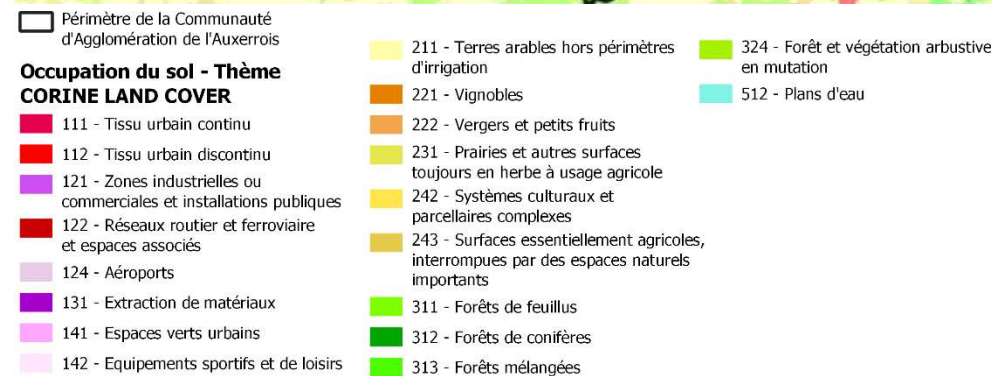 Périmètre de la Communauté
d'Agglomération de l'Auxerrois
Occupation du sol - Thème
CORINE LAND COVER
111 - Tissu urbain continu
112 - Tissu urbain discontinu
121 - Zones industrielles ou
commerciales et installations publiques
122 - Réseaux routier et ferroviaire
et espaces associés
124 - Aéroports
131 - Extraction de matériaux
141 - Espaces verts urbains
142 - Equipements sportifs et de loisirs
211 - Terres arables hors périmètres
d'irrigation
221 - Vignobles
222 - Vergers et petits fruits
231 - Prairies et autres surfaces
toujours en herbe à usage agricole
242 - Systèmes culturaux et
parcellaires complexes
243 - Surfaces essentiellement agricoles,
interrompues par des espaces naturels
importants
311 - Forêts de feuillus
312 - Forêts de conifères
313 - Forêts mélangées
324 - Forêt et végétation arbustive
en mutation
512 - Plans d'eau